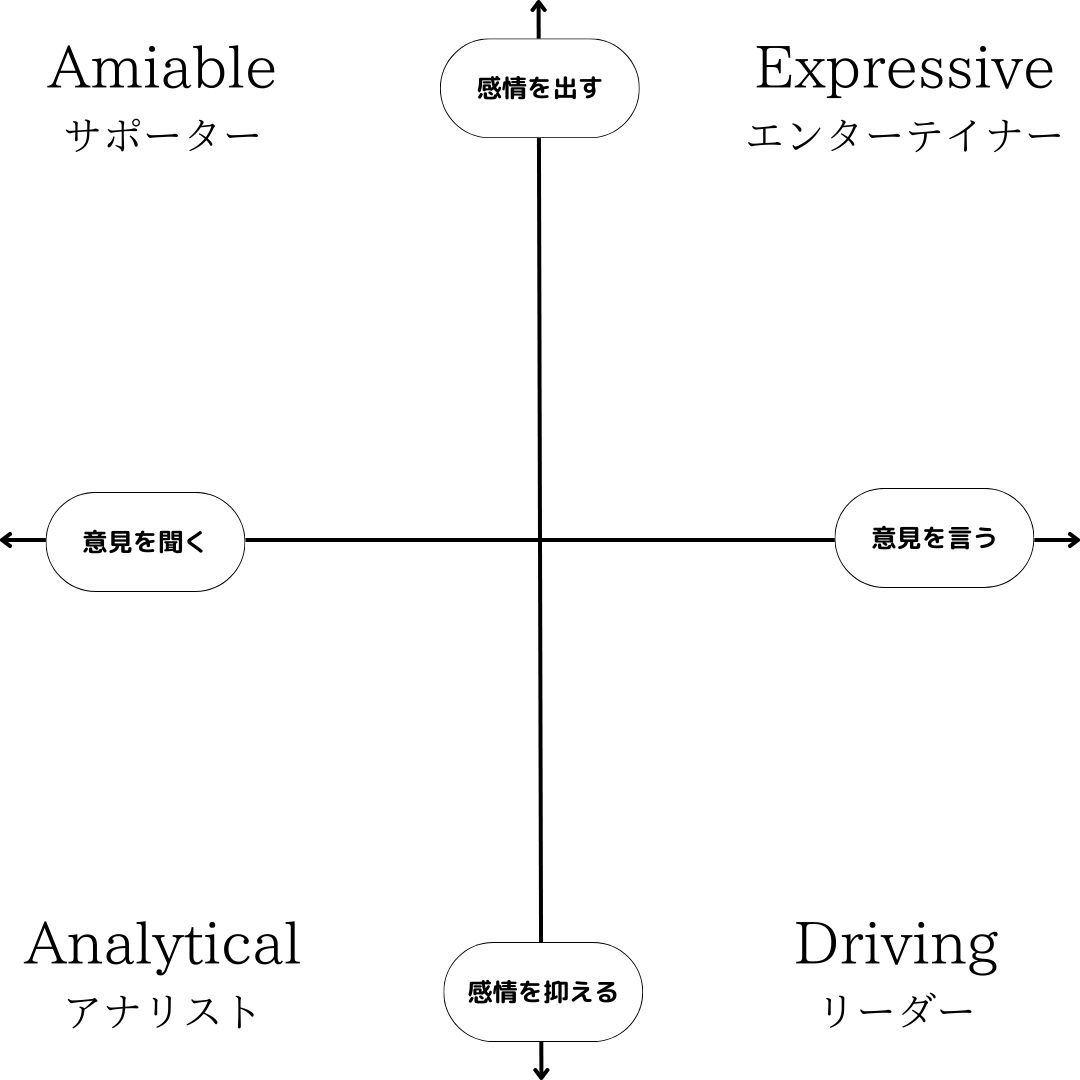 Amiable
サポーター
感情を出す
Expressive
エンターテイナー
意見を聞く
意見を言う
Analytical
アナリスト
感情を抑える
Driving
リーダー